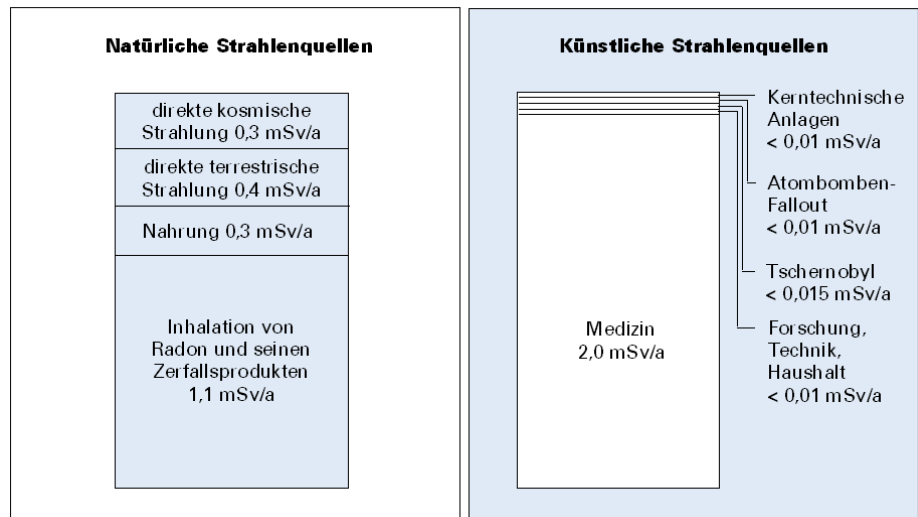 Natürliche Strahlenquellen
direkte kosmische
Strahlung 0,3 mSv/a
direkte terrestrische
Strahlung 0,4 mSv/a
Nahrung 0,3 mSv/a
Inhalation von
Radon und seinen
Zerfallsprodukten
1,1 mSv/a
Künstliche Strahlenquellen
Medizin
2,0 mSv/a
Kerntechnische
Anlagen
< 0,01 mSv/a
Atombomben-
Fallout
< 0,01 mSv/a
Tschernobyl
< 0,015 mSv/a
Forschung,
Technik,
Haushalt
< 0,01 mSv/a